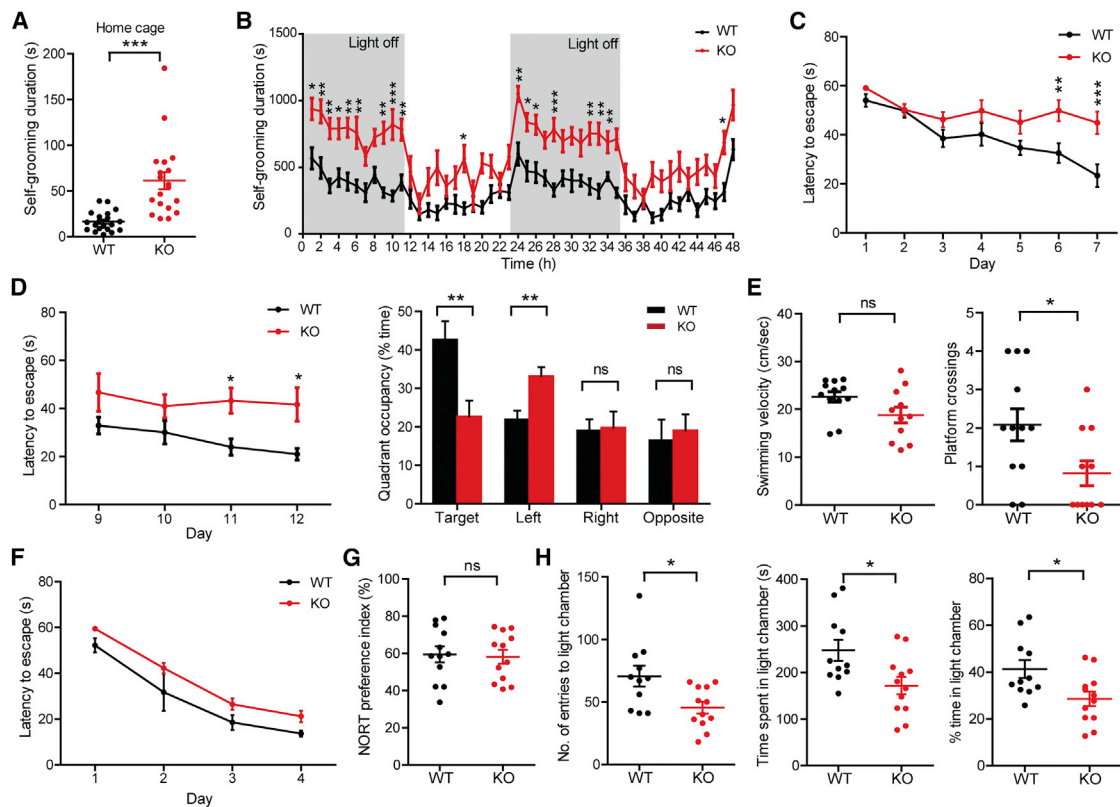 A
Home cage
***
Self-grooming duration (s)
200
150
100
50
0
WT
KO
B
WT
KO
Self-grooming duration (s)
1500
1000
500
0
Light off
Light off
* ** ** * ** ** ** *** ** * ** * * *** ** ** ** *
0 2 4 6 8 10 12 14 16 18 20 22 24 26 28 30 32 34 36 38 40 42 44 46 48
Time (h)
C
WT
KO
Latency to escape (s)
80
60
40
20
0
** ***
1 2 3 4 5 6 7
Day
D
WT
KO
Latency to escape (s)
80
60
40
20
0
* *
9 10 11 12
Day
WT
KO
Quadrant occupancy (% time)
50
40
30
20
10
0
** ** ns ns
Target Left Right Opposite
E
ns
Swimming velocity (cm/sec)
40
30
20
10
0
WT KO
*
Platform crossings
5
4
3
2
1
0
WT KO
F
WT
KO
Latency to escape (s)
80
60
40
20
0
1 2 3 4
Day
G
ns
NORT preference index (%)
100
80
60
40
20
0
WT KO
H
*
No. of entries to light chamber
150
100
50
0
WT KO
*
Time spent in light chamber (s)
400
300
200
100
0
WT KO
*
% time in light chamber
80
60
40
20
0
WT KO